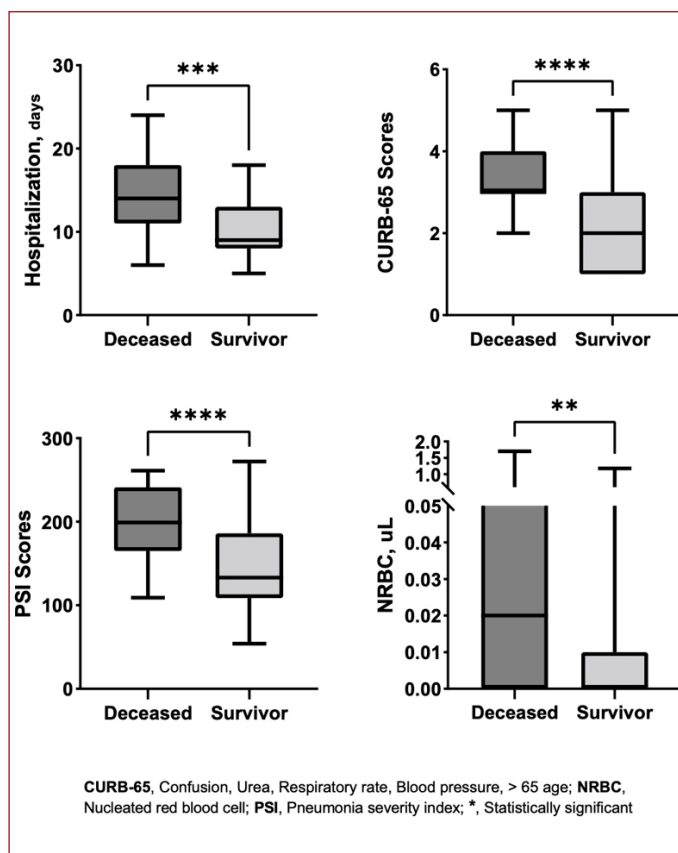 ***
30
20
10
0
Hospitalization, days
Deceased Survivor
****
6
4
2
0
CURB-65 Scores
Deceased Survivor
****
300
200
100
0
PSI Scores
Deceased Survivor
**
2.0
1.5
1.0
0.05
0.04
0.03
0.02
0.01
0.00
NRBC, uL
Deceased Survivor
CURB-65, Confusion, Urea, Respiratory rate, Blood pressure, > 65 age; NRBC,
Nucleated red blood cell; PSI, Pneumonia severity index; *, Statistically significant